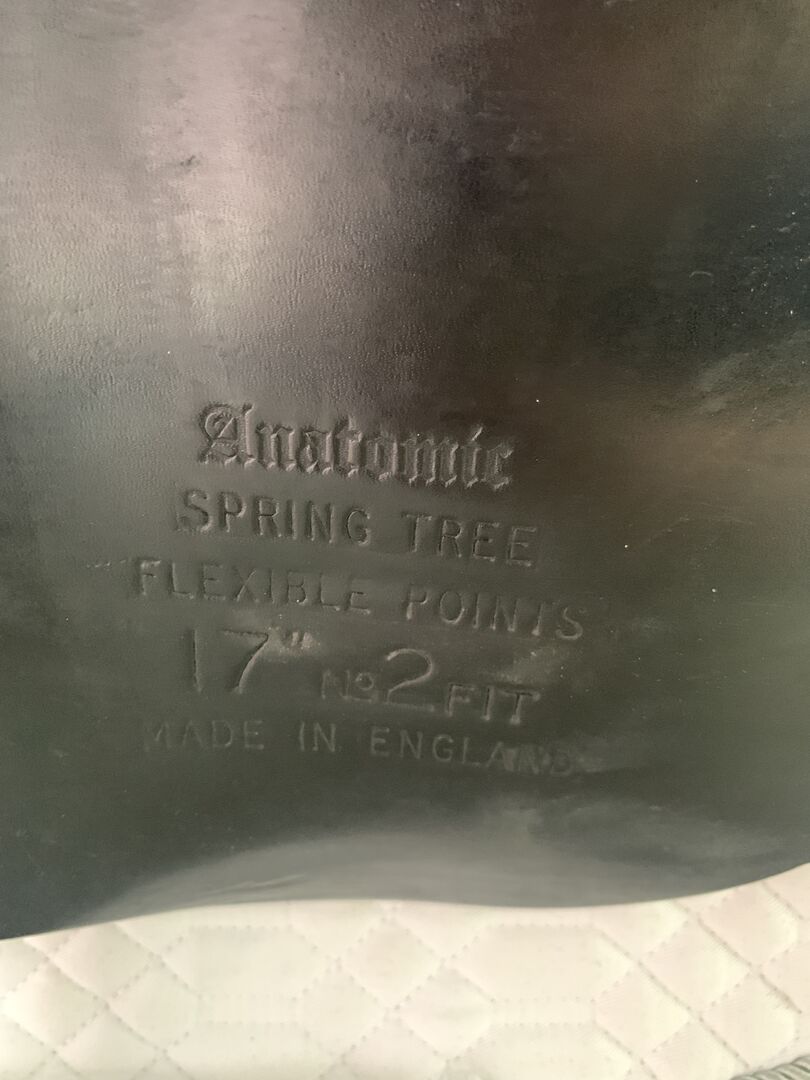 Anatomic
SPRING TREE
FLEXIBLE POINTS
17" No 2 FIT
MADE IN ENGLAND